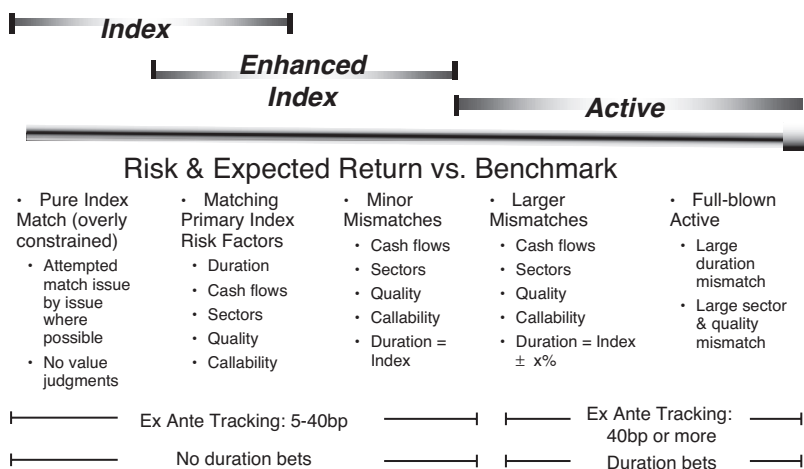 Index
Enhanced
Index
Active
Risk & Expected Return vs. Benchmark
• Pure Index
Match (overly
constrained)
• Attempted
match issue
by issue
where
possible
• No value
judgments
• Matching
Primary Index
Risk Factors
• Duration
• Cash flows
• Sectors
• Quality
• Callability
• Minor
Mismatches
• Cash flows
• Sectors
• Quality
• Callability
• Duration =
Index
• Larger
Mismatches
• Cash flows
• Sectors
• Quality
• Callability
• Duration = Index
± x%
• Full-blown
Active
• Large
duration
mismatch
• Large sector
& quality
mismatch
Ex Ante Tracking: 5-40bp
Ex Ante Tracking:
40bp or more
No duration bets
Duration bets